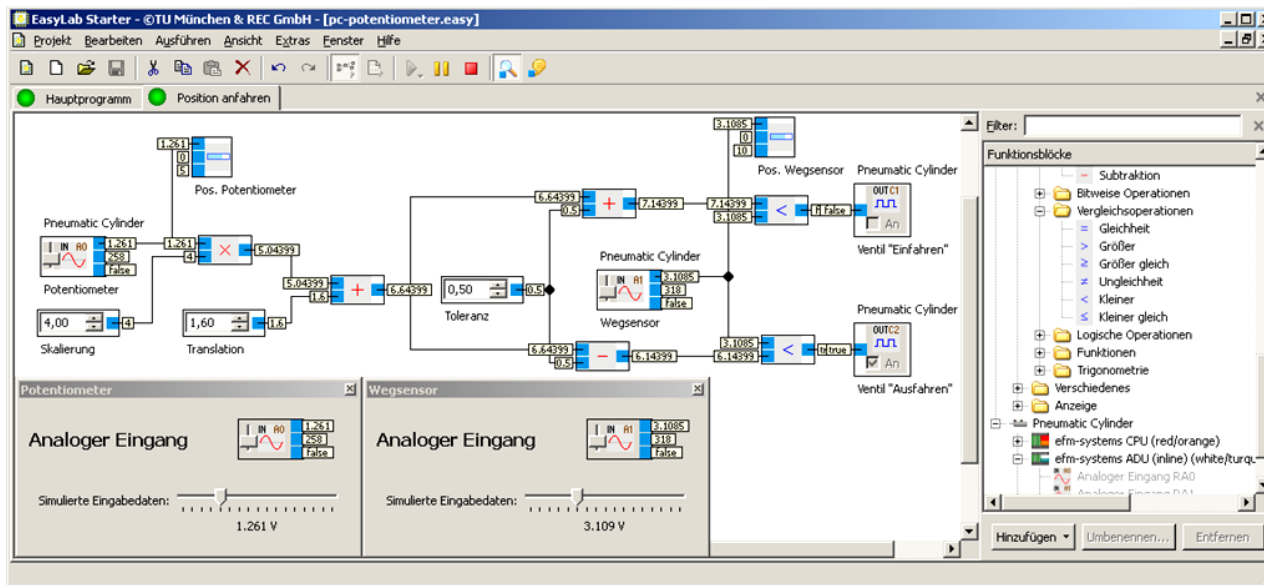 EasyLab Starter - ©TU München & REC GmbH - [pc-potentiometer.easy]
Projekt Bearbeiten Ausführen Ansicht Extras Fenster Hilfe
Hauptprogramm Position anfahren
1.261
0
5
Pos. Potentiometer
3.1085
0
10
Pos. Wegsensor
Pneumatic Cylinder
OUT C1
An
Ventil "Einfahren"
6.64399
0.5
+
7.14399
7.14399
3.1085
<
false
Pneumatic Cylinder
IN A0
1.261
258
false
Potentiometer
1.261
4
×
5.04399
4,00
4
Skalierung
1,60
1.6
Translation
5.04399
1.6
+
6.64399
0,50
0.5
Toleranz
Pneumatic Cylinder
IN A1
3.1085
318
false
Wegsensor
6.64399
0.5
−
6.14399
3.1085
6.14399
<
true
Pneumatic Cylinder
OUT C2
An
Ventil "Ausfahren"
Potentiometer
Analoger Eingang
IN A0
1.261
258
false
Simulierte Eingabedaten:
1.261 V
Wegsensor
Analoger Eingang
IN A1
3.1085
318
false
Simulierte Eingabedaten:
3.109 V
Filter:
Funktionsblöcke
− Subtraktion
Bitweise Operationen
Vergleichsoperationen
= Gleichheit
> Größer
≥ Größer gleich
≠ Ungleichheit
< Kleiner
≤ Kleiner gleich
Logische Operationen
Funktionen
Trigonometrie
Verschiedenes
Anzeige
Pneumatic Cylinder
efm-systems CPU (red/orange)
efm-systems ADU (inline) (white/turqu
Analoger Eingang RA0
Analoger Eingang RA1
Hinzufügen Umbenennen... Entfernen